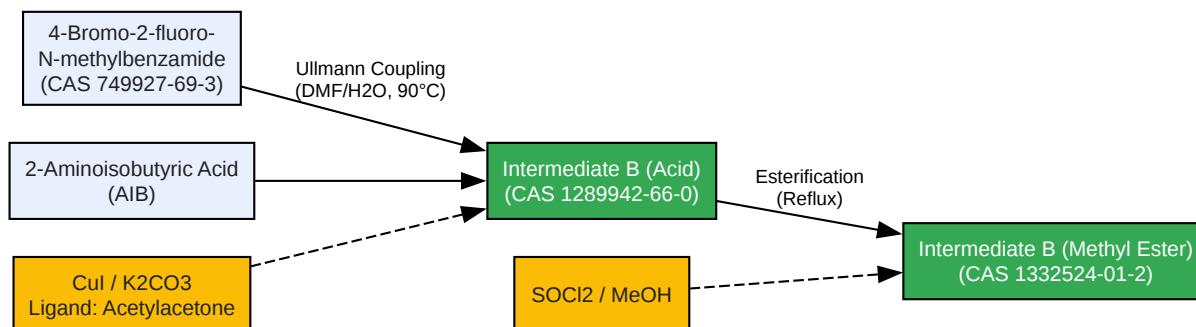 4-Bromo-2-fluoro-
N-methylbenzamide
(CAS 749927-69-3)
Ullmann Coupling
(DMF/H2O, 90°C)
2-Aminoisobutyric Acid
(AIB)
Intermediate B (Acid)
(CAS 1289942-66-0)
Esterification
(Reflux)
Intermediate B (Methyl Ester)
(CAS 1332524-01-2)
CuI / K2CO3
Ligand: Acetylacetone
SOCl2 / MeOH